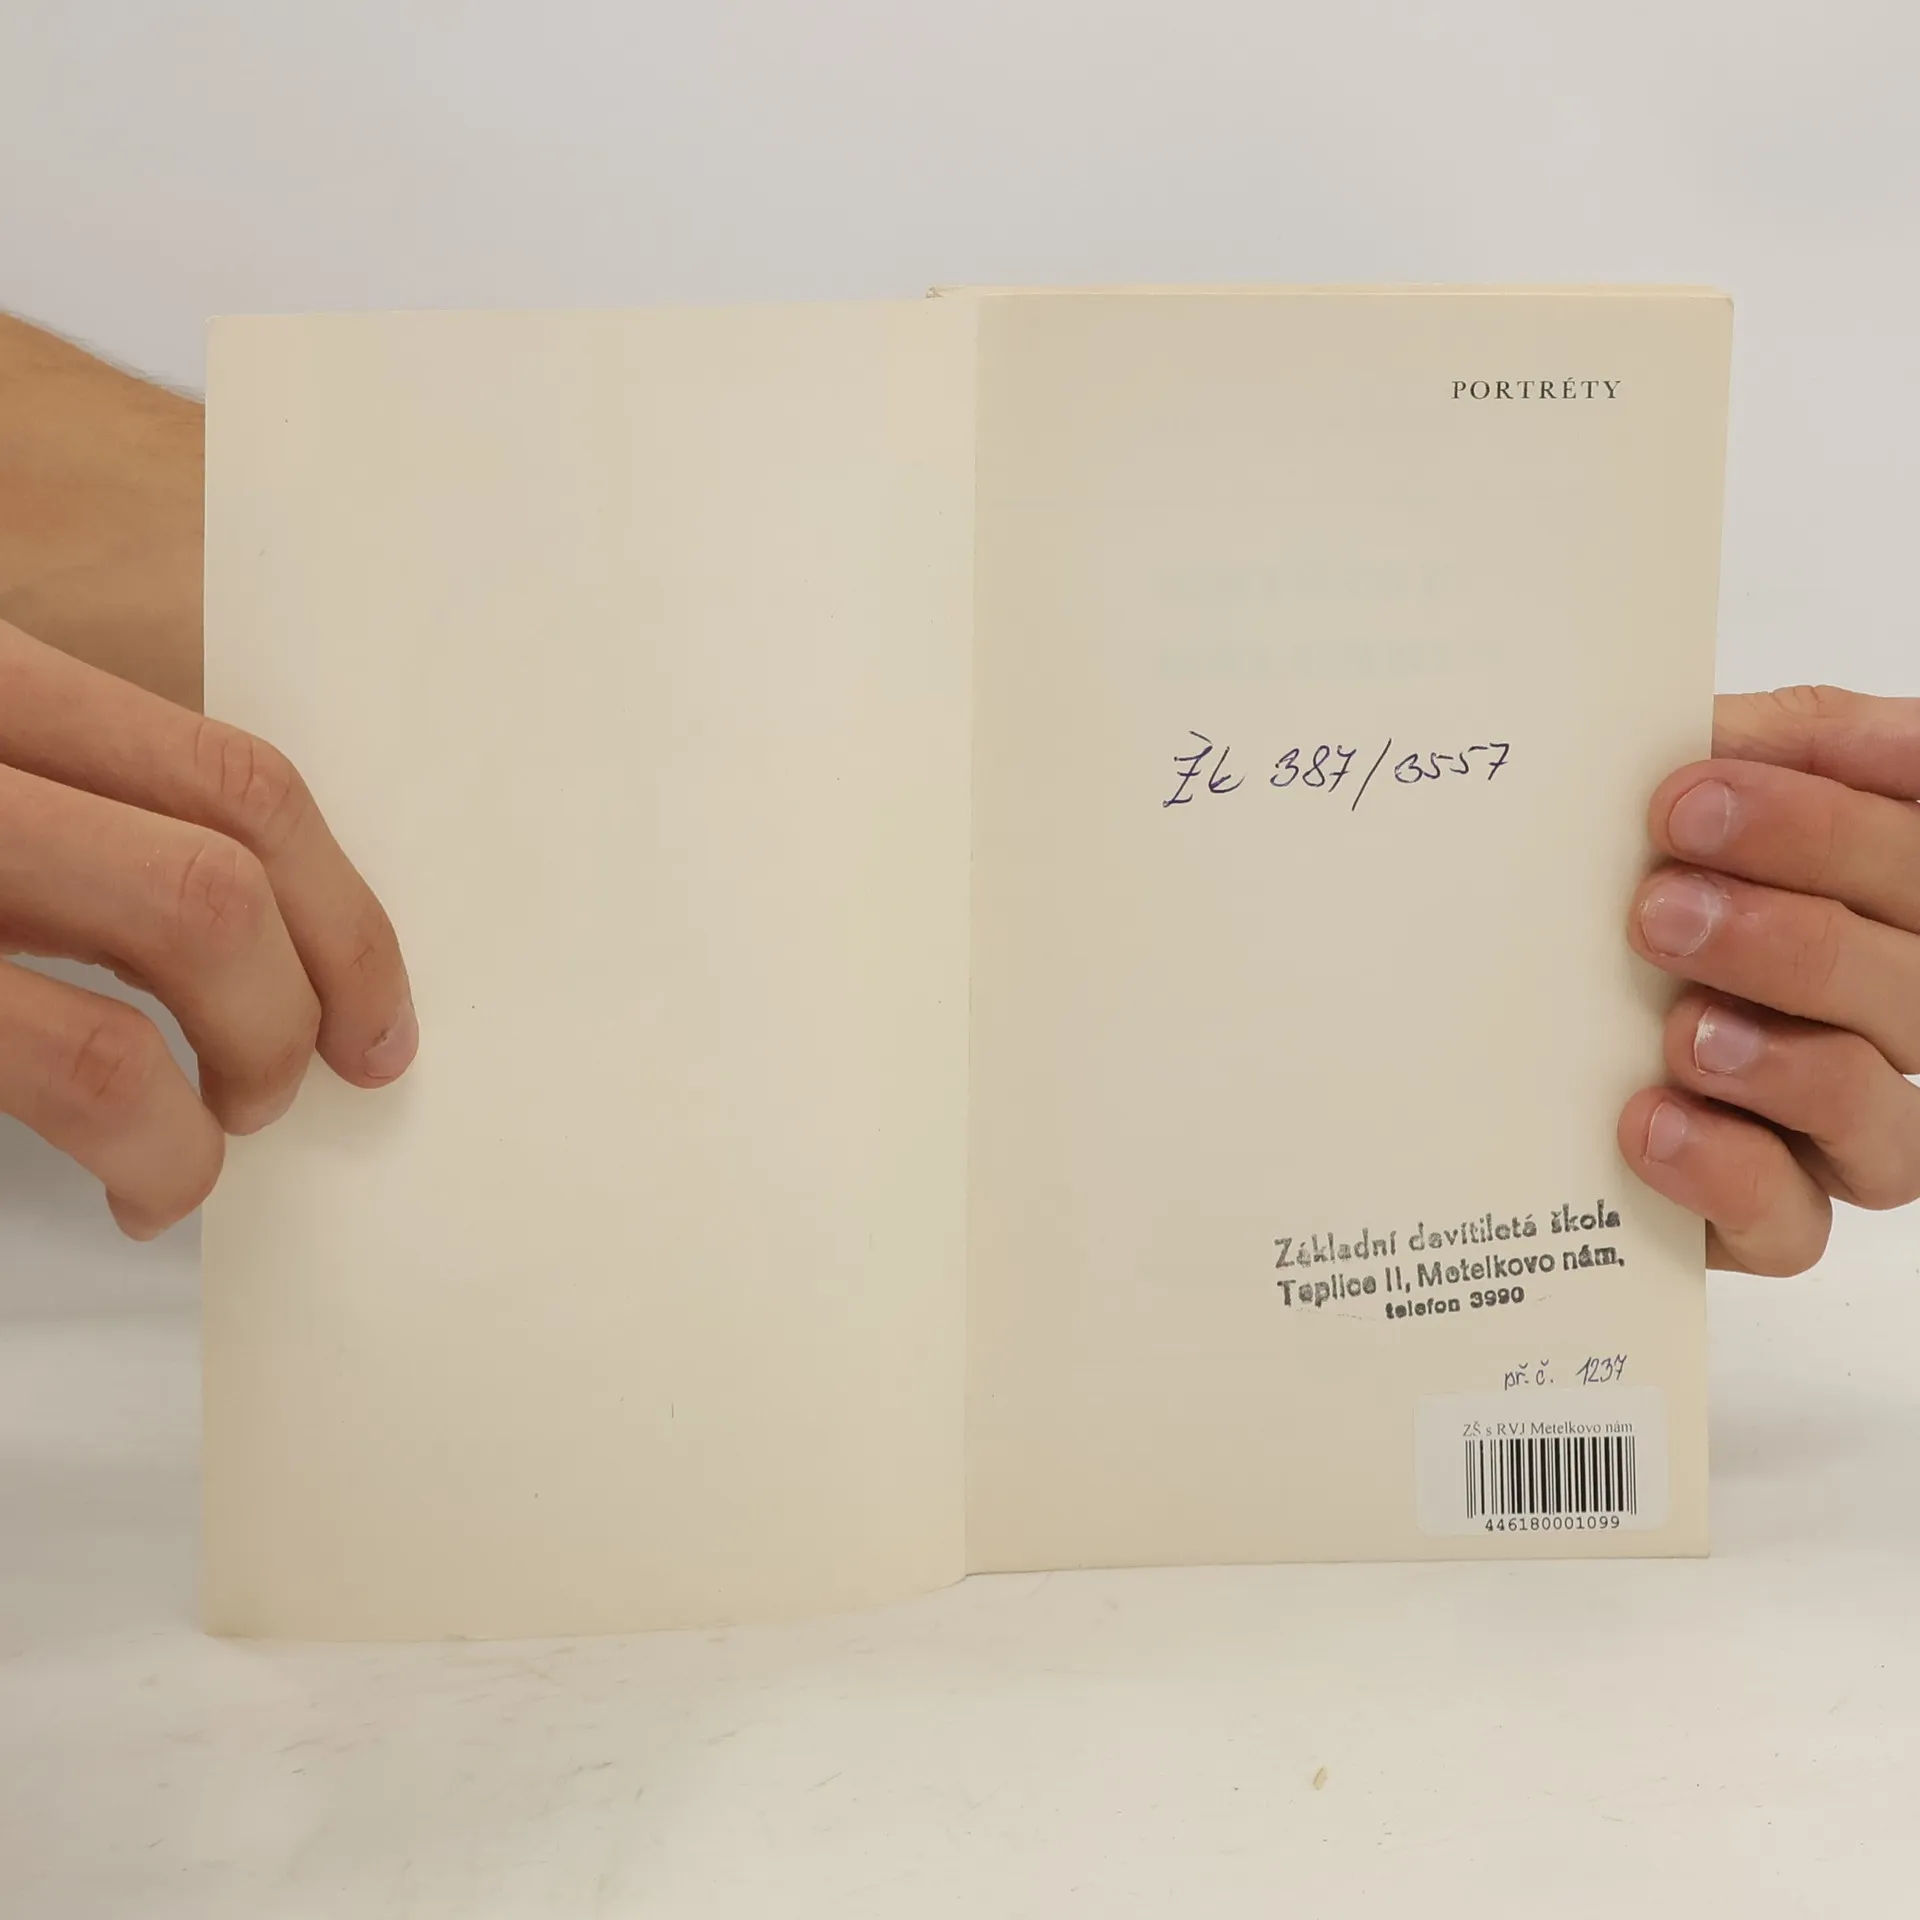 PORTRÉTY
Žk 387/3557
Základní devítiletá škola
Teplice II, Metelkovo nám,
telefon 3990
př. č. 1237
ZŠ s RVJ Metelkovo nám
446180001099